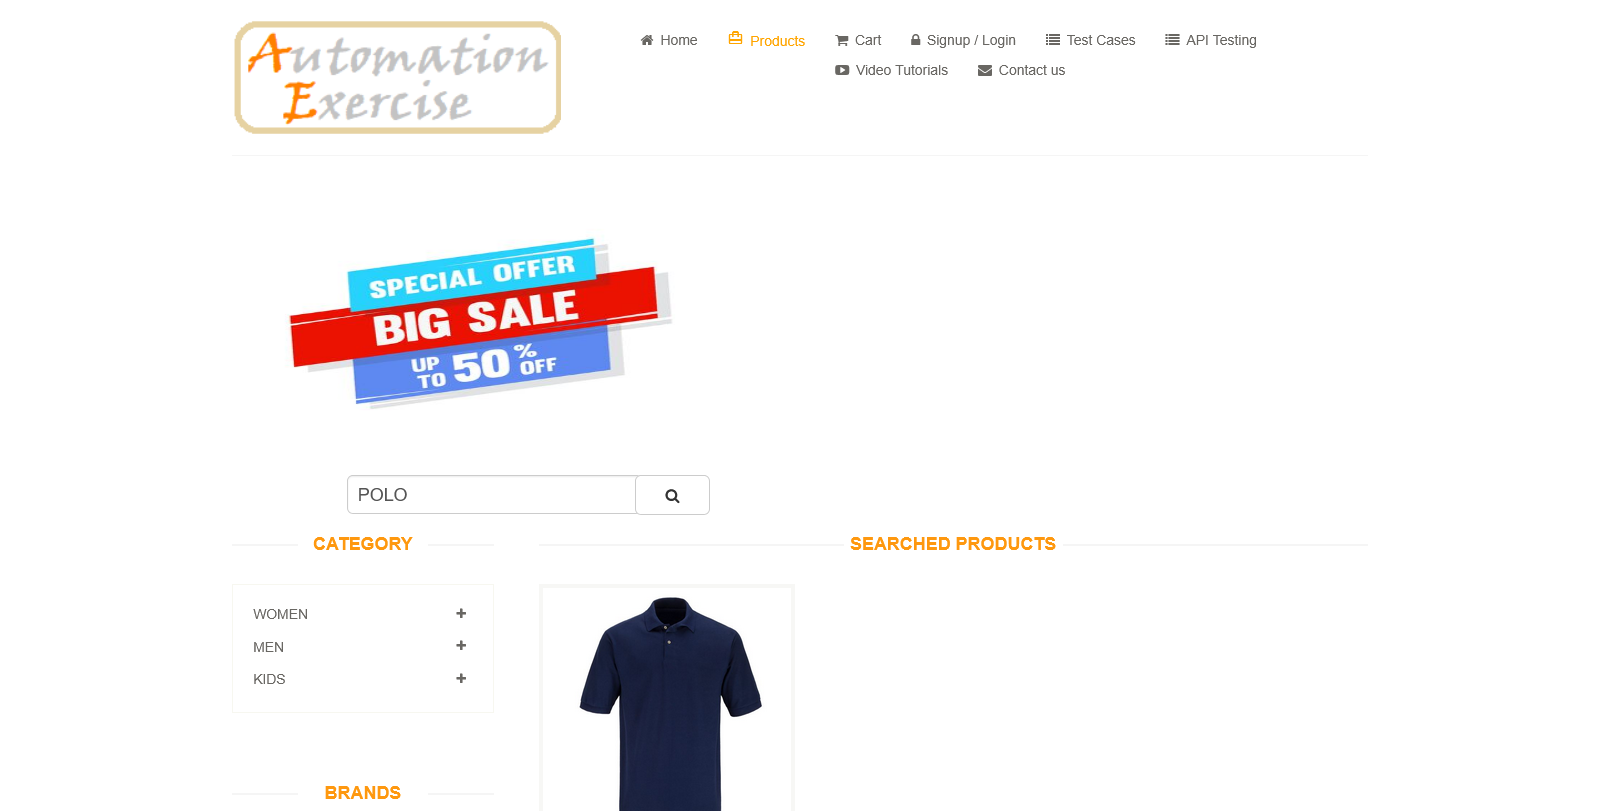 Automation
Exercise
Home
Products
Cart
Signup / Login
Test Cases
API Testing
Video Tutorials
Contact us
SPECIAL OFFER
BIG SALE
UP TO 50% OFF
POLO
CATEGORY
SEARCHED PRODUCTS
WOMEN
MEN
KIDS
BRANDS